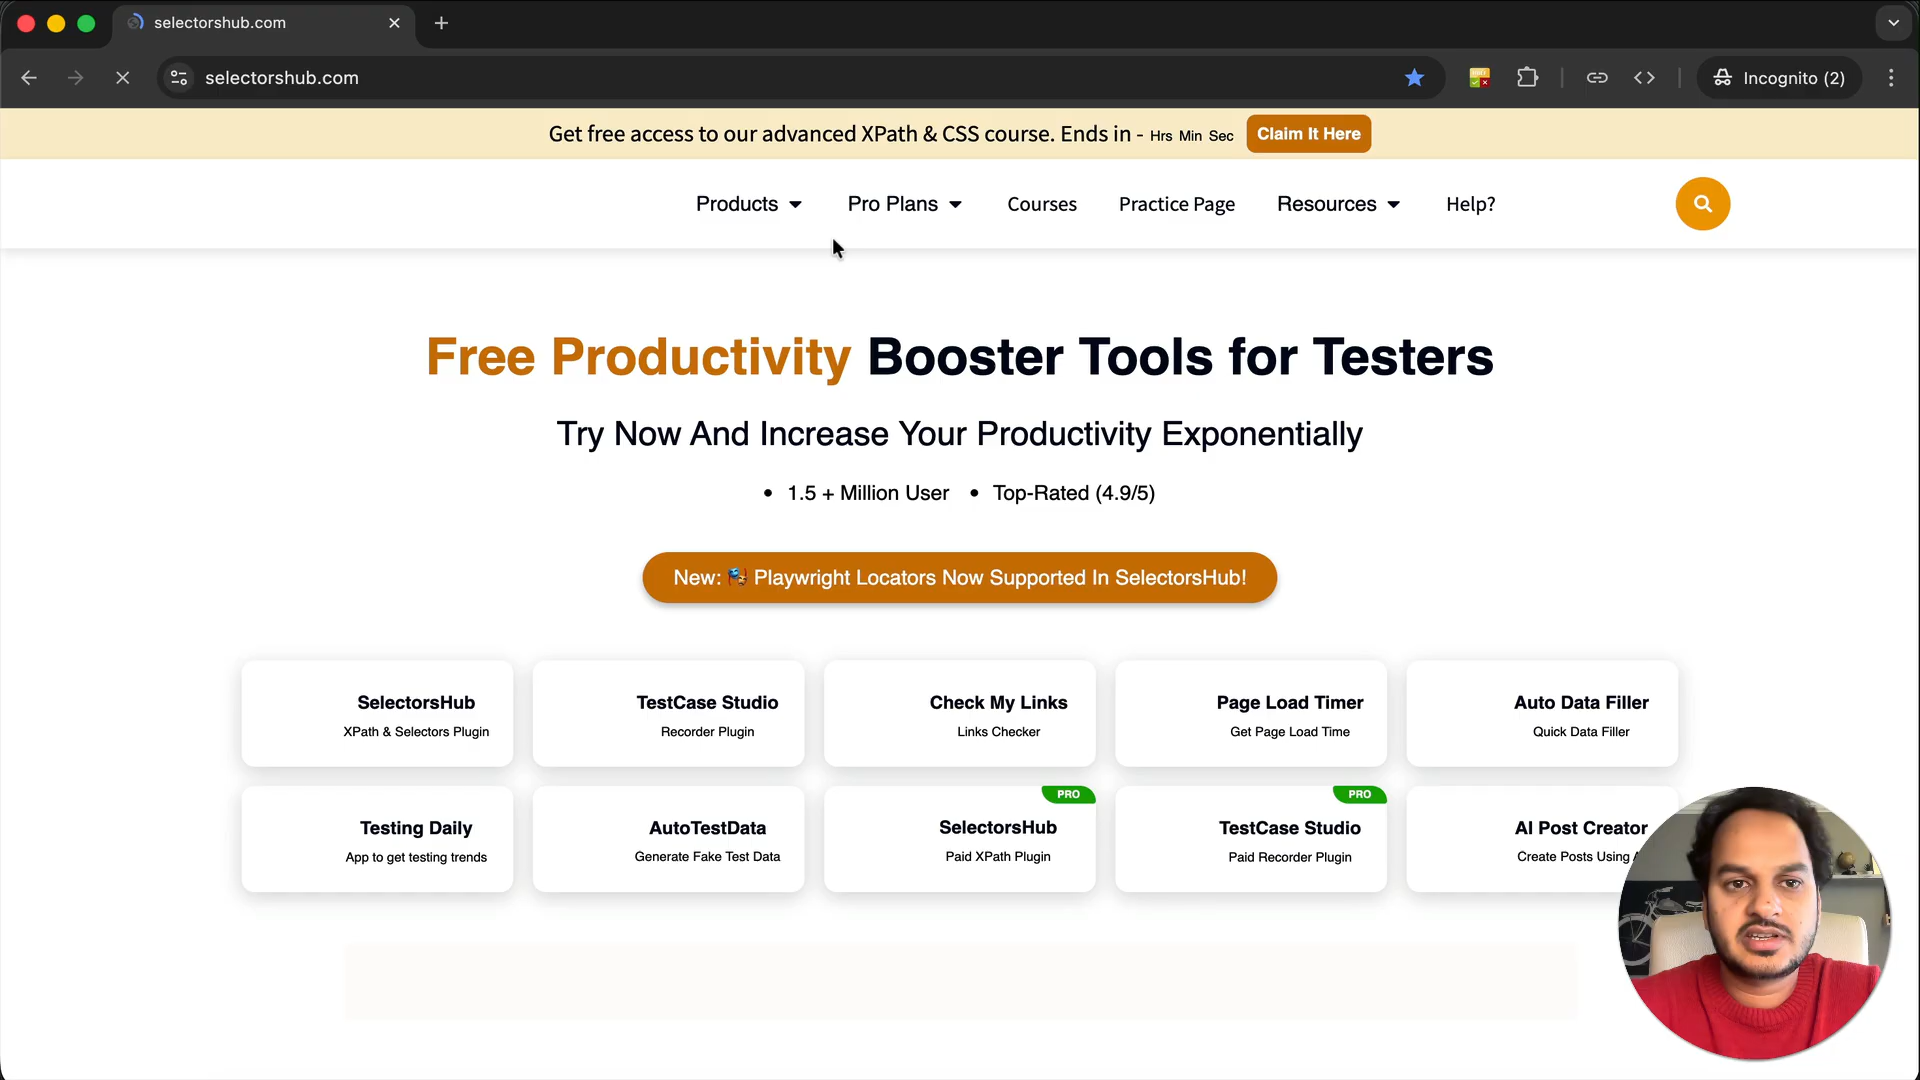 selectorshub.com
selectorshub.com
Incognito (2)
Get free access to our advanced XPath & CSS course. Ends in - Hrs Min Sec Claim It Here
Products Pro Plans Courses Practice Page Resources Help?
Free Productivity Booster Tools for Testers
Try Now And Increase Your Productivity Exponentially
• 1.5 + Million User • Top-Rated (4.9/5)
New: 🎭 Playwright Locators Now Supported In SelectorsHub!
SelectorsHub
XPath & Selectors Plugin
TestCase Studio
Recorder Plugin
Check My Links
Links Checker
Page Load Timer
Get Page Load Time
Auto Data Filler
Quick Data Filler
Testing Daily
App to get testing trends
AutoTestData
Generate Fake Test Data
PRO
SelectorsHub
Paid XPath Plugin
PRO
TestCase Studio
Paid Recorder Plugin
AI Post Creator
Create Posts Using